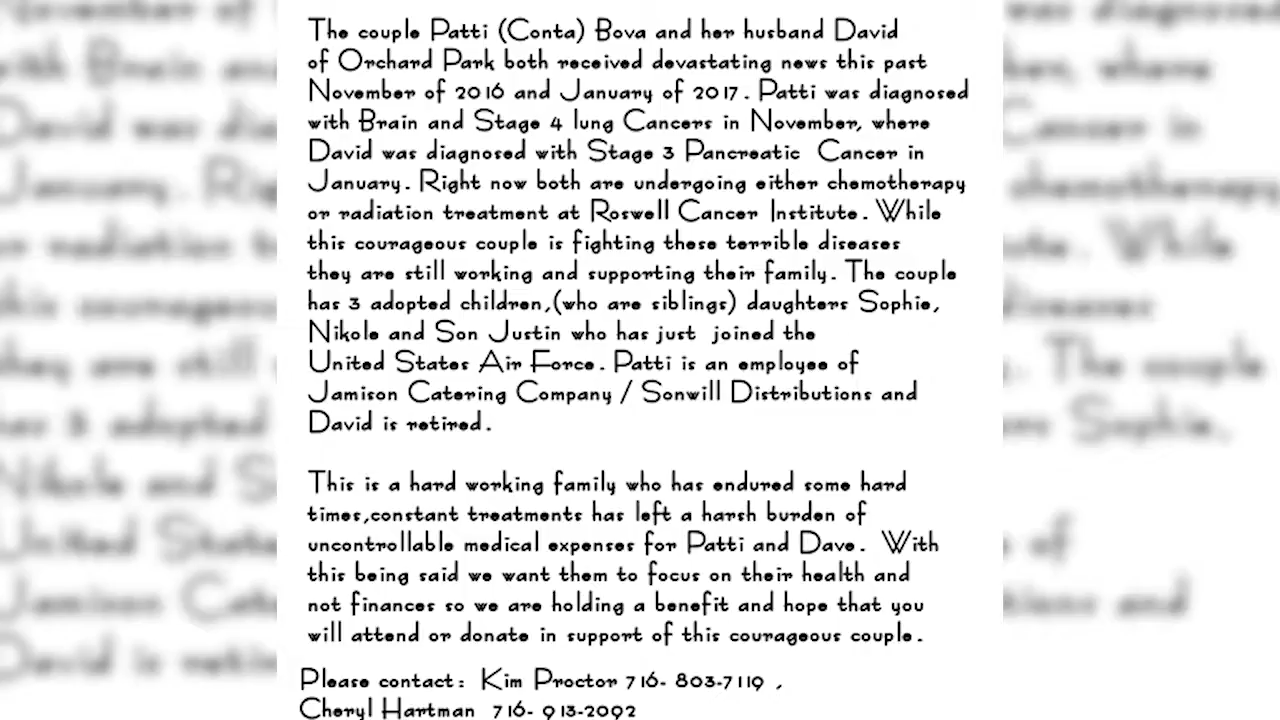 The couple Patti (Conta) Bova and her husband David
of Orchard Park both received devastating news this past
November of 2016 and January of 2017. Patti was diagnosed
with Brain and Stage 4 lung Cancers in November, where
David was diagnosed with Stage 3 Pancreatic Cancer in
January. Right now both are undergoing either chemotherapy
or radiation treatment at Roswell Cancer Institute. While
this courageous couple is fighting these terrible diseases
they are still working and supporting their family. The couple
has 3 adopted children,(who are siblings) daughters Sophie,
Nikole and Son Justin who has just joined the
United States Air Force. Patti is an employee of
Jamison Catering Company / Sonwill Distributions and
David is retired.
This is a hard working family who has endured some hard
times,constant treatments has left a harsh burden of
uncontrollable medical expenses for Patti and Dave. With
this being said we want them to focus on their health and
not finances so we are holding a benefit and hope that you
will attend or donate in support of this courageous couple.
Please contact: Kim Proctor 716- 803-7119 ,
Cheryl Hartman 716- 913-2092